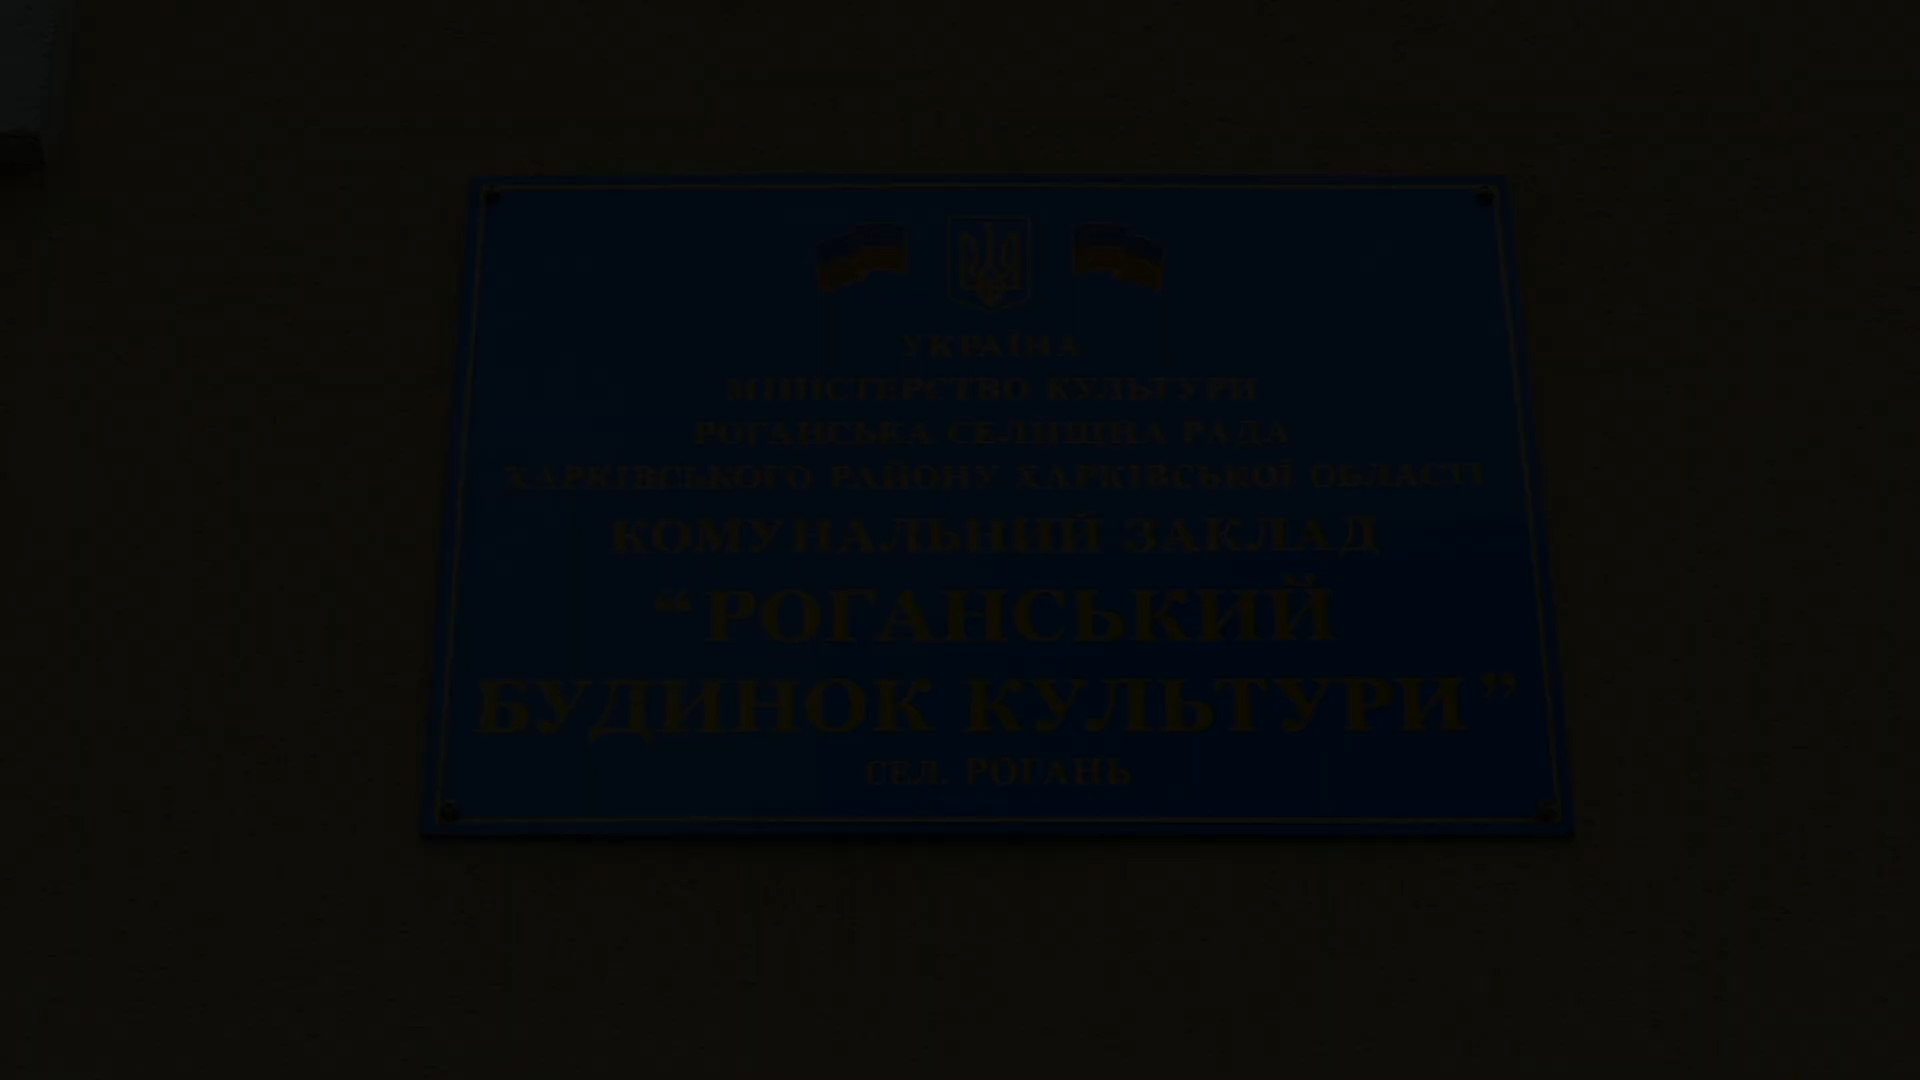 УКРАЇНА
МІНІСТЕРСТВО КУЛЬТУРИ
РОГАНСЬКА СЕЛИЩНА РАДА
ХАРКІВСЬКОГО РАЙОНУ ХАРКІВСЬКОЇ ОБЛАСТІ
КОМУНАЛЬНИЙ ЗАКЛАД
“РОГАНСЬКИЙ
БУДИНОК КУЛЬТУРИ”
СЕЛ. РОГАНЬ